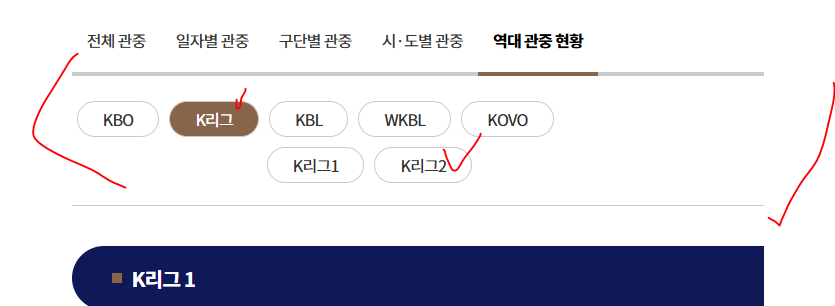 전체 관중 일자별 관중 구단별 관중 시·도별 관중 역대 관중 현황
KBO K리그 KBL WKBL KOVO
K리그1 K리그2
K리그 1